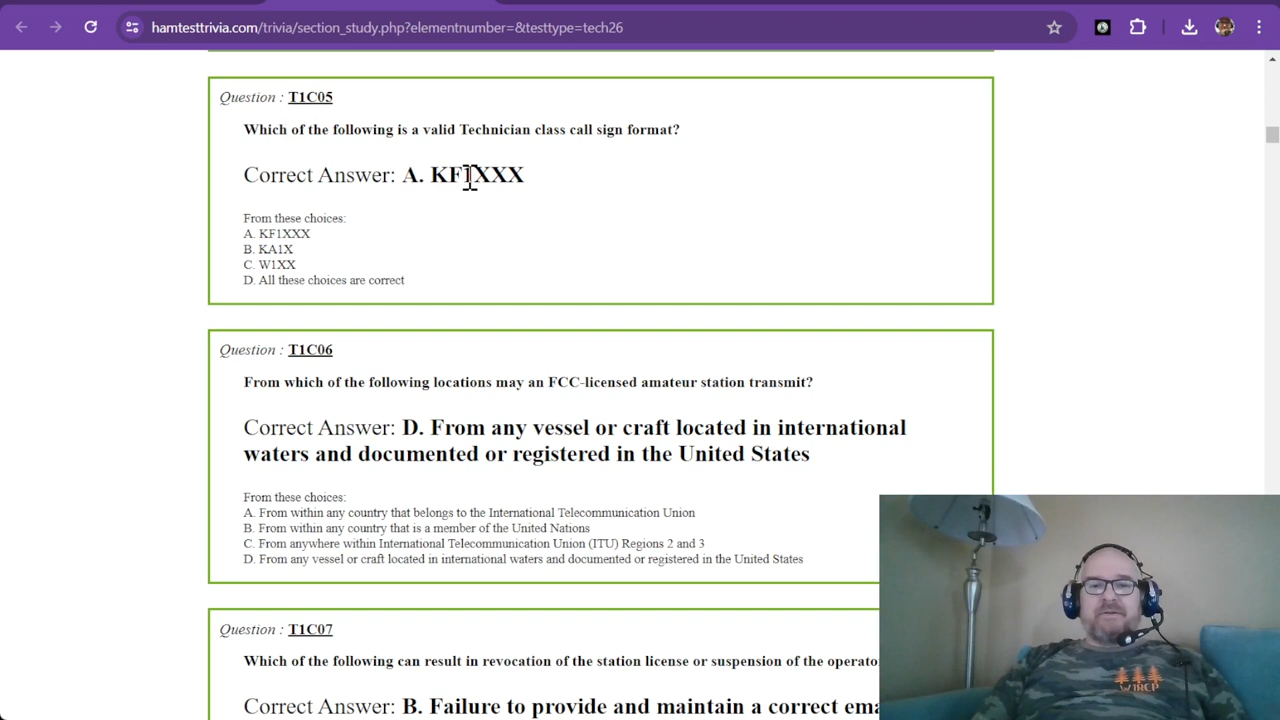 hamtesttrivia.com/trivia/section_study.php?elementnumber=&testtype=tech26
Question : T1C05
Which of the following is a valid Technician class call sign format?
Correct Answer: A. KF1XXX
From these choices:
A. KF1XXX
B. KA1X
C. W1XX
D. All these choices are correct
Question : T1C06
From which of the following locations may an FCC-licensed amateur station transmit?
Correct Answer: D. From any vessel or craft located in international
waters and documented or registered in the United States
From these choices:
A. From within any country that belongs to the International Telecommunication Union
B. From within any country that is a member of the United Nations
C. From anywhere within International Telecommunication Union (ITU) Regions 2 and 3
D. From any vessel or craft located in international waters and documented or registered in the United States
Question : T1C07
Which of the following can result in revocation of the station license or suspension of the operato
Correct Answer: B. Failure to provide and maintain a correct ema
W1RCP